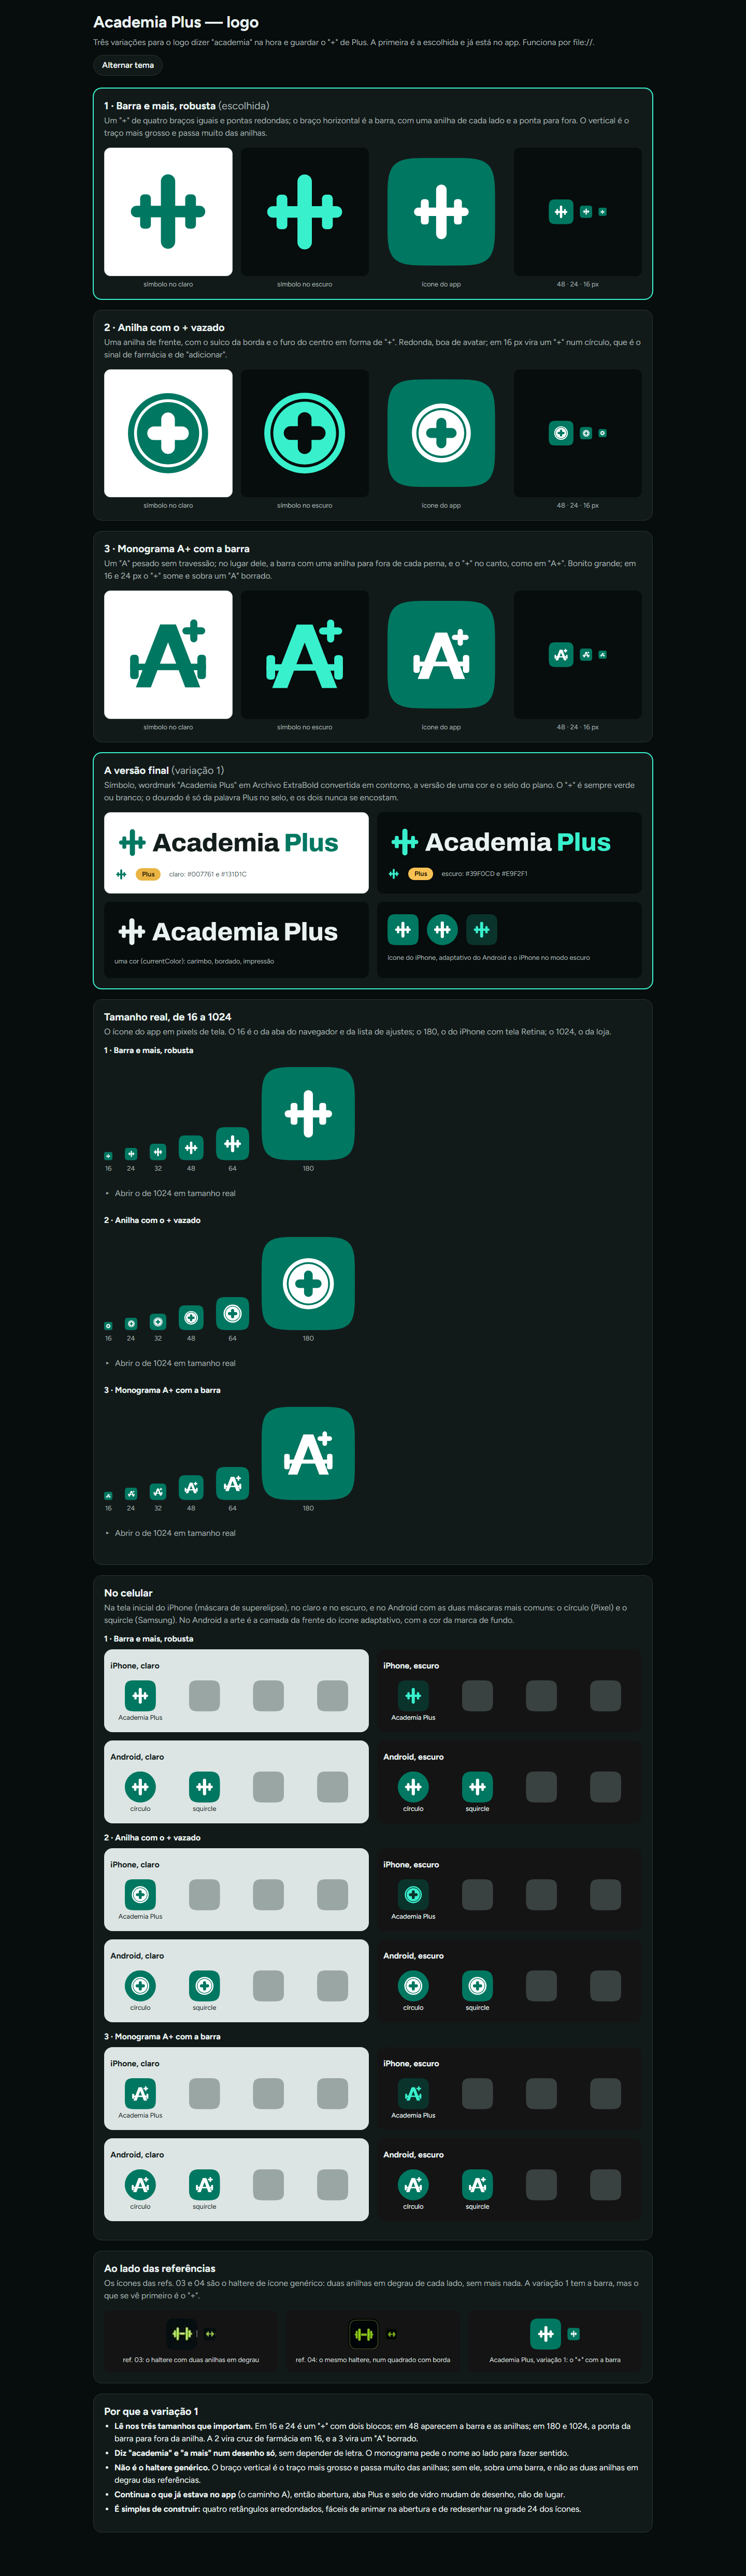 Academia Plus — logo
Três variações para o logo dizer "academia" na hora e guardar o "+" de Plus. A primeira é a escolhida e já está no app. Funciona por file://.
Alternar tema
1 · Barra e mais, robusta (escolhida)
Um "+" de quatro braços iguais e pontas redondas; o braço horizontal é a barra, com uma anilha de cada lado e a ponta para fora. O vertical é o
traço mais grosso e passa muito das anilhas.
símbolo no claro
símbolo no escuro
ícone do app
48 · 24 · 16 px
2 · Anilha com o + vazado
Uma anilha de frente, com o sulco da borda e o furo do centro em forma de "+". Redonda, boa de avatar; em 16 px vira um "+" num círculo, que é o
sinal de farmácia e de "adicionar".
símbolo no claro
símbolo no escuro
ícone do app
48 · 24 · 16 px
3 · Monograma A+ com a barra
Um "A" pesado sem travessão; no lugar dele, a barra com uma anilha para fora de cada perna, e o "+" no canto, como em "A+". Bonito grande; em
16 e 24 px o "+" some e sobra um "A" borrado.
A+
A+
A+
A+
símbolo no claro
símbolo no escuro
ícone do app
48 · 24 · 16 px
A versão final (variação 1)
Símbolo, wordmark "Academia Plus" em Archivo ExtraBold convertida em contorno, a versão de uma cor e o selo do plano. O "+" é sempre verde
ou branco; o dourado é só da palavra Plus no selo, e os dois nunca se encostam.
Academia Plus
Plus
claro: #007761 e #131D1C
Academia Plus
Plus
escuro: #39F0CD e #E9F2F1
Academia Plus
uma cor (currentColor): carimbo, bordado, impressão
ícone do iPhone, adaptativo do Android e o iPhone no modo escuro
Tamanho real, de 16 a 1024
O ícone do app em pixels de tela. O 16 é o da aba do navegador e da lista de ajustes; o 180, o do iPhone com tela Retina; o 1024, o da loja.
1 · Barra e mais, robusta
16
24
32
48
64
180
Abrir o de 1024 em tamanho real
2 · Anilha com o + vazado
16
24
32
48
64
180
Abrir o de 1024 em tamanho real
3 · Monograma A+ com a barra
A+
A+
A+
16
24
32
48
64
180
Abrir o de 1024 em tamanho real
No celular
Na tela inicial do iPhone (máscara de superelipse), no claro e no escuro, e no Android com as duas máscaras mais comuns: o círculo (Pixel) e o
squircle (Samsung). No Android a arte é a camada da frente do ícone adaptativo, com a cor da marca de fundo.
1 · Barra e mais, robusta
iPhone, claro
Academia Plus
iPhone, escuro
Academia Plus
Android, claro
círculo
squircle
Android, escuro
círculo
squircle
2 · Anilha com o + vazado
iPhone, claro
Academia Plus
iPhone, escuro
Academia Plus
Android, claro
círculo
squircle
Android, escuro
círculo
squircle
3 · Monograma A+ com a barra
iPhone, claro
A+
Academia Plus
iPhone, escuro
A+
Academia Plus
Android, claro
A+
A+
círculo
squircle
Android, escuro
A+
A+
círculo
squircle
Ao lado das referências
Os ícones das refs. 03 e 04 são o haltere de ícone genérico: duas anilhas em degrau de cada lado, sem mais nada. A variação 1 tem a barra, mas o
que se vê primeiro é o "+".
ref. 03: o haltere com duas anilhas em degrau
ref. 04: o mesmo haltere, num quadrado com borda
Academia Plus, variação 1: o "+" com a barra
Por que a variação 1
• Lê nos três tamanhos que importam. Em 16 e 24 é um "+" com dois blocos; em 48 aparecem a barra e as anilhas; em 180 e 1024, a ponta da
barra para fora da anilha. A 2 vira cruz de farmácia em 16, e a 3 vira um "A" borrado.
• Diz "academia" e "a mais" num desenho só, sem depender de letra. O monograma pede o nome ao lado para fazer sentido.
• Não é o haltere genérico. O braço vertical é o traço mais grosso e passa muito das anilhas; sem ele, sobra uma barra, e não as duas anilhas em
degrau das referências.
• Continua o que já estava no app (o caminho A), então abertura, aba Plus e selo de vidro mudam de desenho, não de lugar.
• É simples de construir: quatro retângulos arredondados, fáceis de animar na abertura e de redesenhar na grade 24 dos ícones.